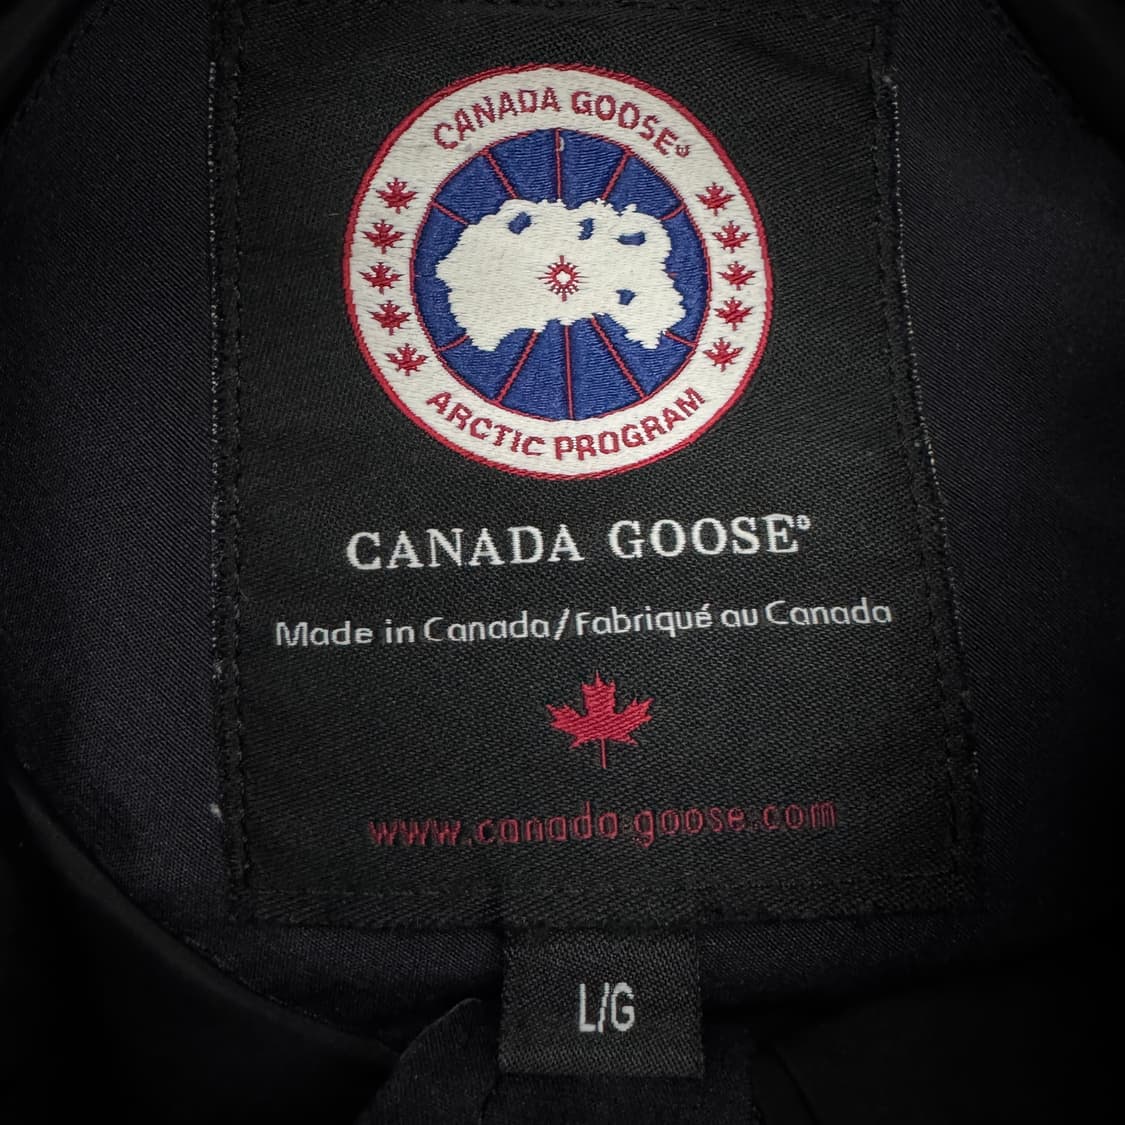 CANADA GOOSE®
ARCTIC PROGRAM
CANADA GOOSE®
Made in Canada/Fabriqué au Canada
www.canada-goose.com
L/G